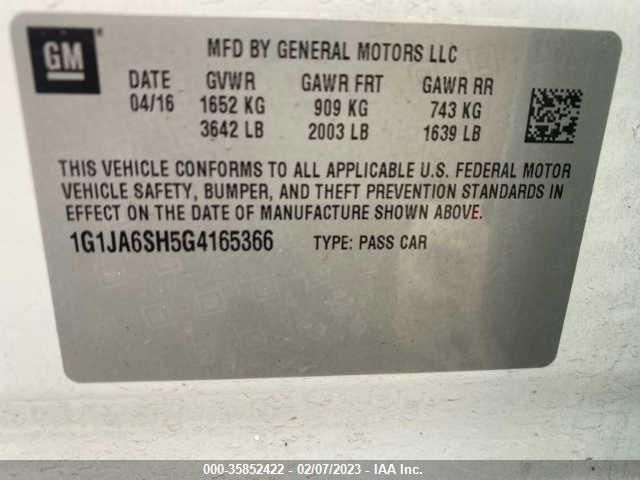 GM
MFD BY GENERAL MOTORS LLC
DATE GVWR GAWR FRT GAWR RR
04/16 1652 KG 909 KG 743 KG
3642 LB 2003 LB 1639 LB
THIS VEHICLE CONFORMS TO ALL APPLICABLE U.S. FEDERAL MOTOR
VEHICLE SAFETY, BUMPER, AND THEFT PREVENTION STANDARDS IN
EFFECT ON THE DATE OF MANUFACTURE SHOWN ABOVE.
1G1JA6SH5G4165366 TYPE: PASS CAR
000-35852422 - 02/07/2023 - IAA Inc.